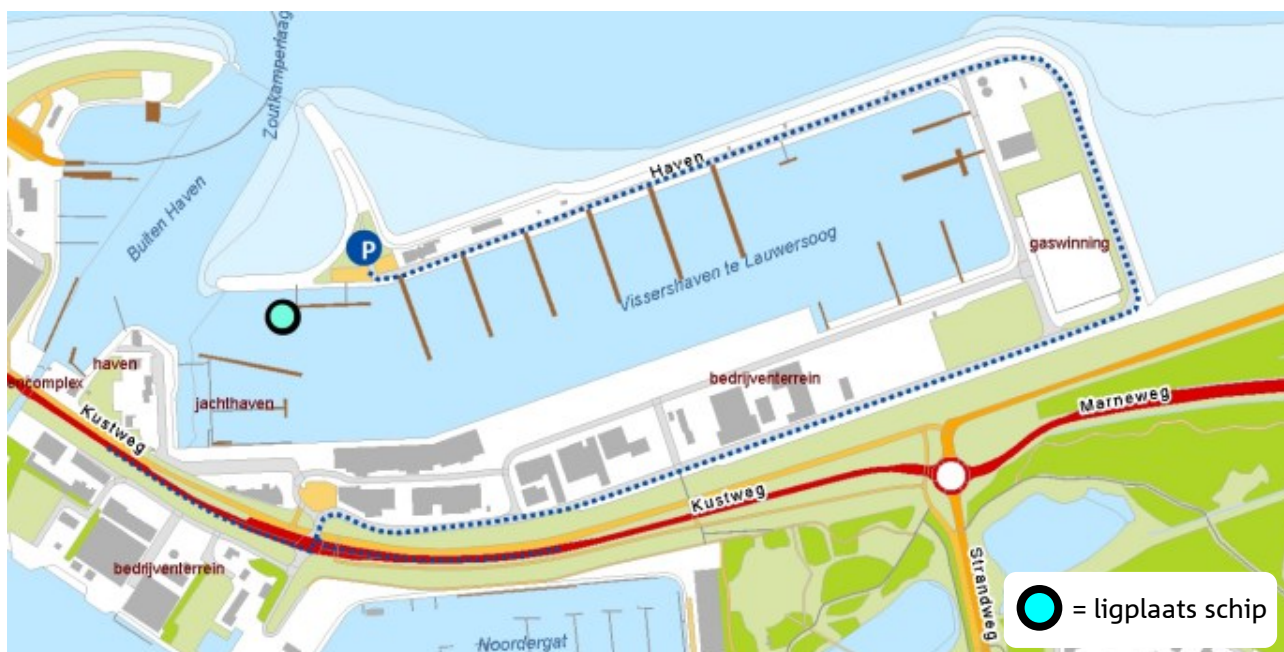 Zoutkamperlaag
Buiten Haven
Haven
P
Vissershaven te Lauwersoog
gaswinning
haven
encomplex
jachthaven
bedrijventerrein
Kustweg
Marneweg
Kustweg
bedrijventerrein
Strandweg
Noordergat
= ligplaats schip